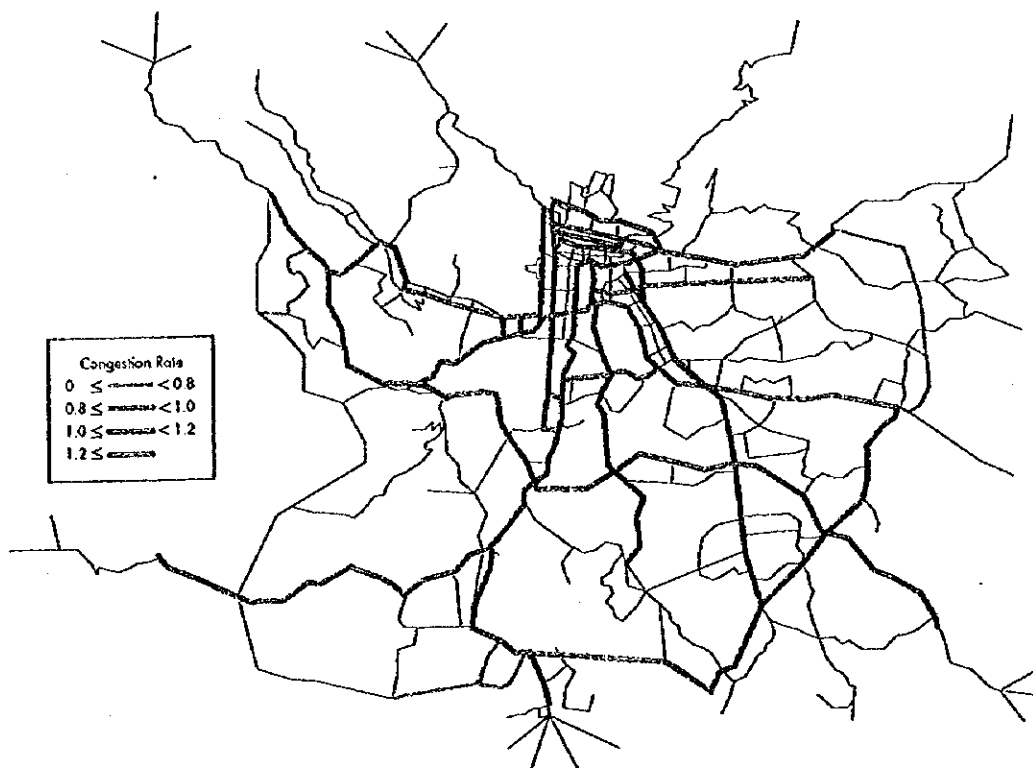 Congestion Rate
0 ≤ < 0.8
0.8 ≤ < 1.0
1.0 ≤ < 1.2
1.2 ≤